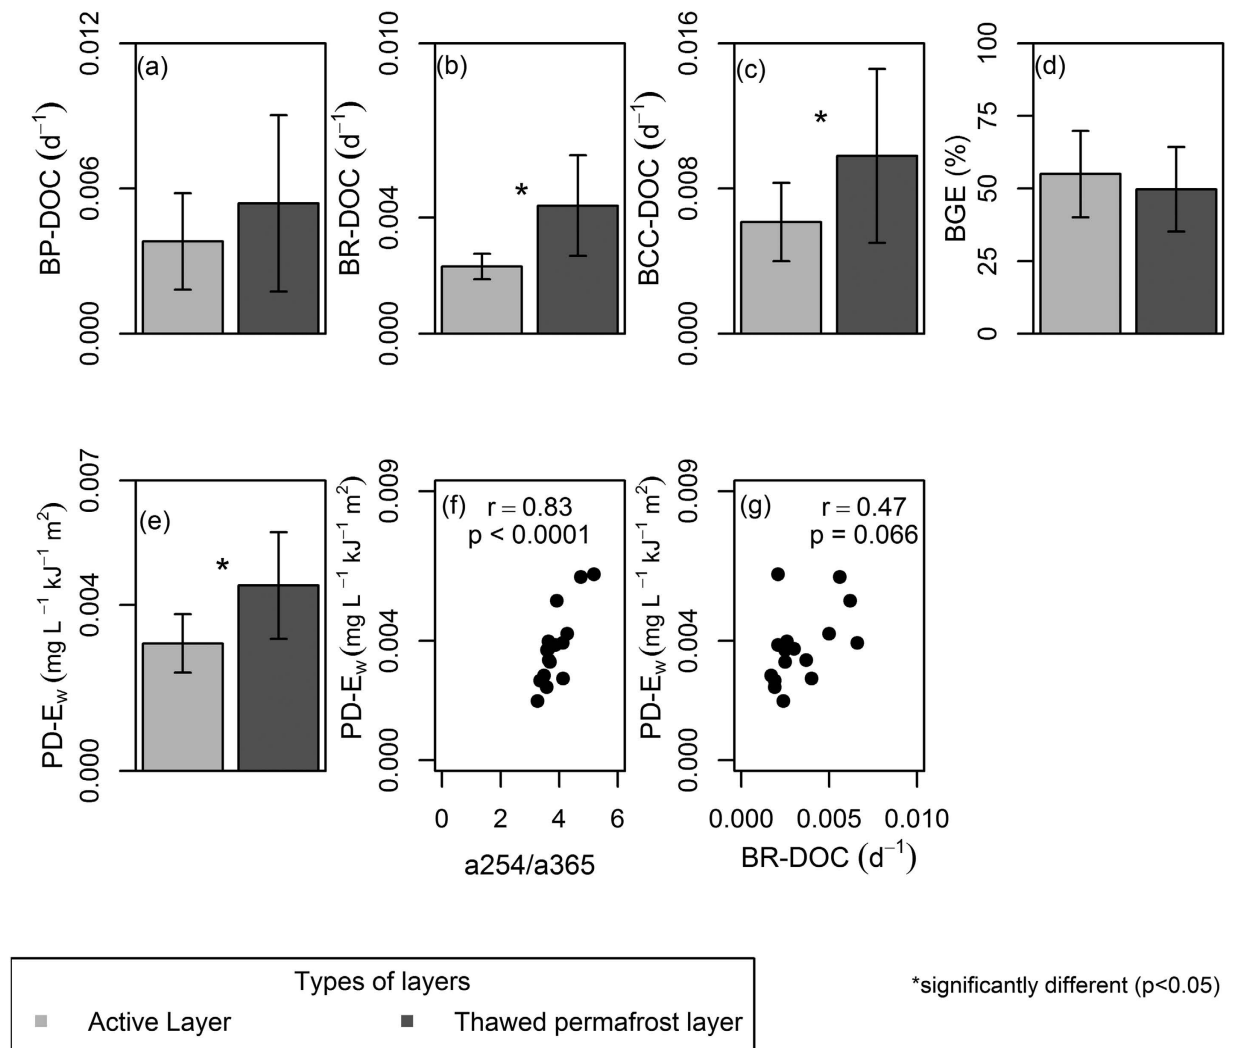 (a)
BP-DOC (d⁻¹)
0.000
0.006
0.012
(b)
BR-DOC (d⁻¹)
0.000
0.004
0.010
*
(c)
BCC-DOC (d⁻¹)
0.000
0.008
0.016
*
(d)
BGE (%)
0
25
50
75
100
(e)
PD-E_w (mg L⁻¹ kJ⁻¹ m²)
0.000
0.004
0.007
*
(f)
r = 0.83
p < 0.0001
PD-E_w (mg L⁻¹ kJ⁻¹ m²)
0.000
0.004
0.009
0 2 4 6
a254/a365
(g)
r = 0.47
p = 0.066
PD-E_w (mg L⁻¹ kJ⁻¹ m²)
0.000
0.004
0.009
0.000 0.005 0.010
BR-DOC (d⁻¹)
Types of layers
Active Layer Thawed permafrost layer
*significantly different (p<0.05)